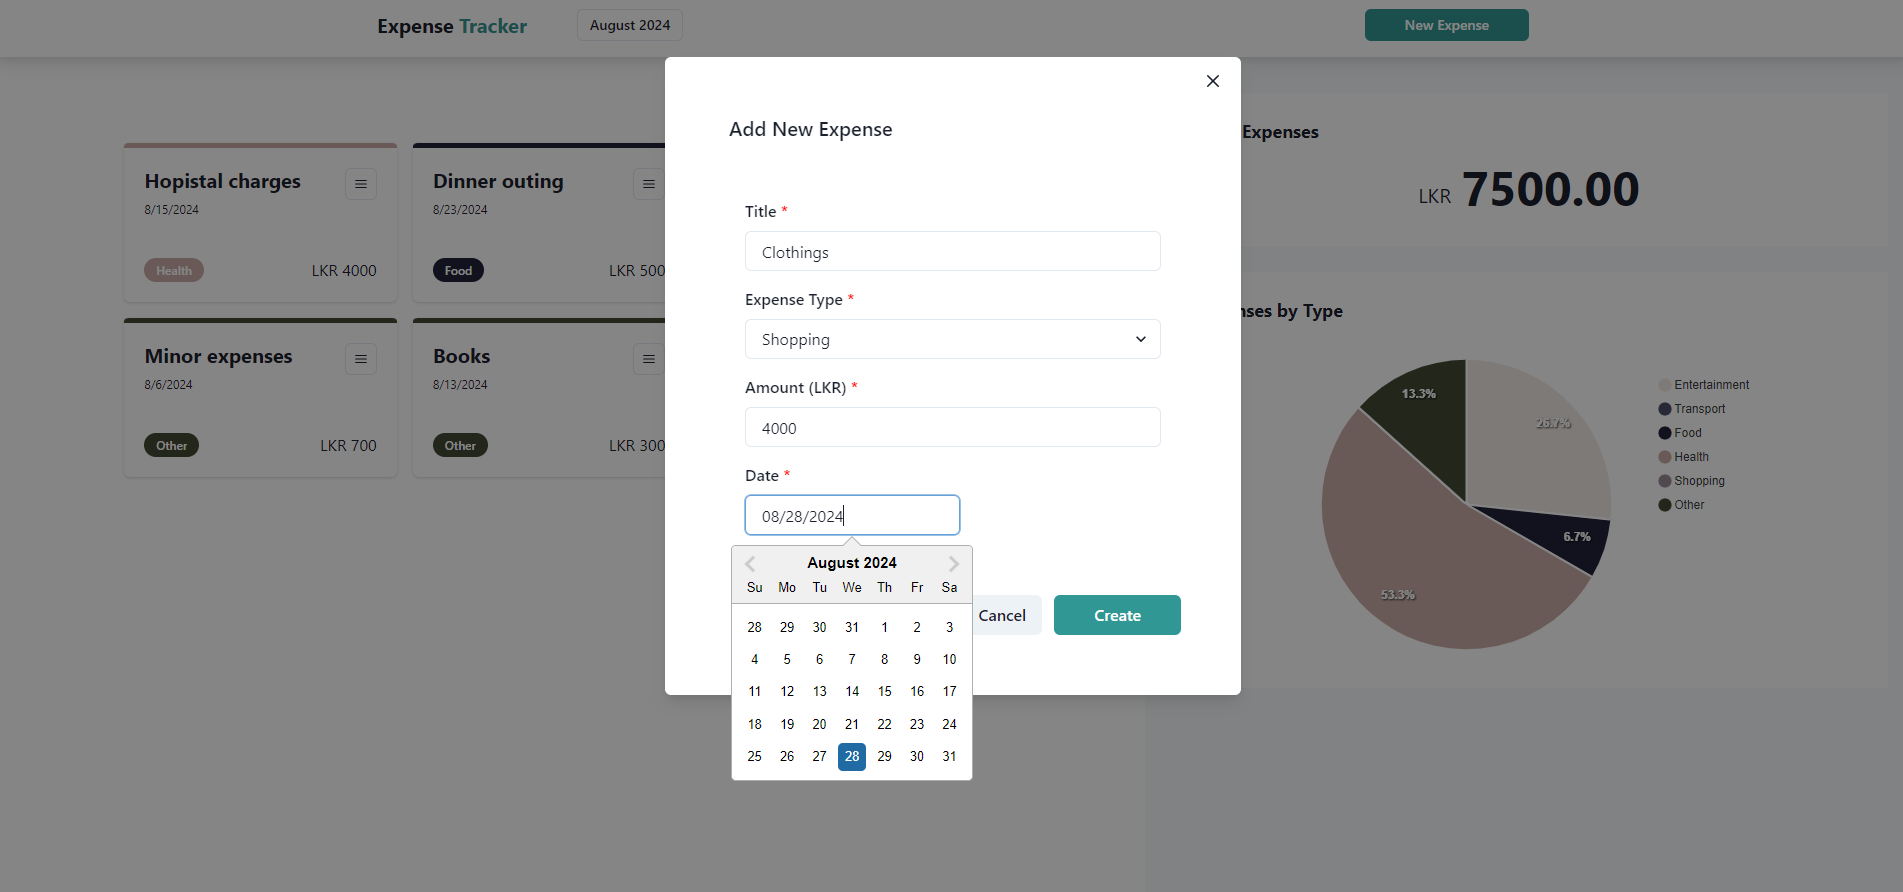 Expense Tracker
August 2024
New Expense
Hopistal charges
8/15/2024
Health
LKR 4000
Dinner outing
8/23/2024
Food
LKR 500
Minor expenses
8/6/2024
Other
LKR 700
Books
8/13/2024
Other
LKR 300
Add New Expense
Title *
Clothings
Expense Type *
Shopping
Amount (LKR) *
4000
Date *
08/28/2024
August 2024
Su Mo Tu We Th Fr Sa
28 29 30 31 1 2 3
4 5 6 7 8 9 10
11 12 13 14 15 16 17
18 19 20 21 22 23 24
25 26 27 28 29 30 31
Cancel
Create
Expenses
LKR 7500.00
nses by Type
13.3%
26.7%
6.7%
53.3%
Entertainment
Transport
Food
Health
Shopping
Other